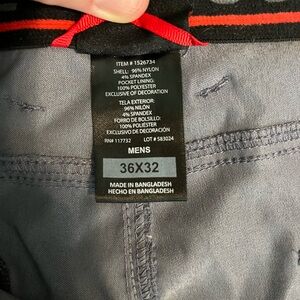 ITEM # 1526734
SHELL: 96% NYLON
4% SPANDEX
POCKET LINING:
100% POLYESTER
EXCLUSIVE OF DECORATION
TELA EXTERIOR:
96% NILON
4% SPANDEX
FORRO DE BOLSILLO:
100% POLIESTER
EXCLUSIVO DE DECORACIÓN
RN# 117732 LOT # 583024
MENS
36X32
MADE IN BANGLADESH
HECHO EN BANGLADESH